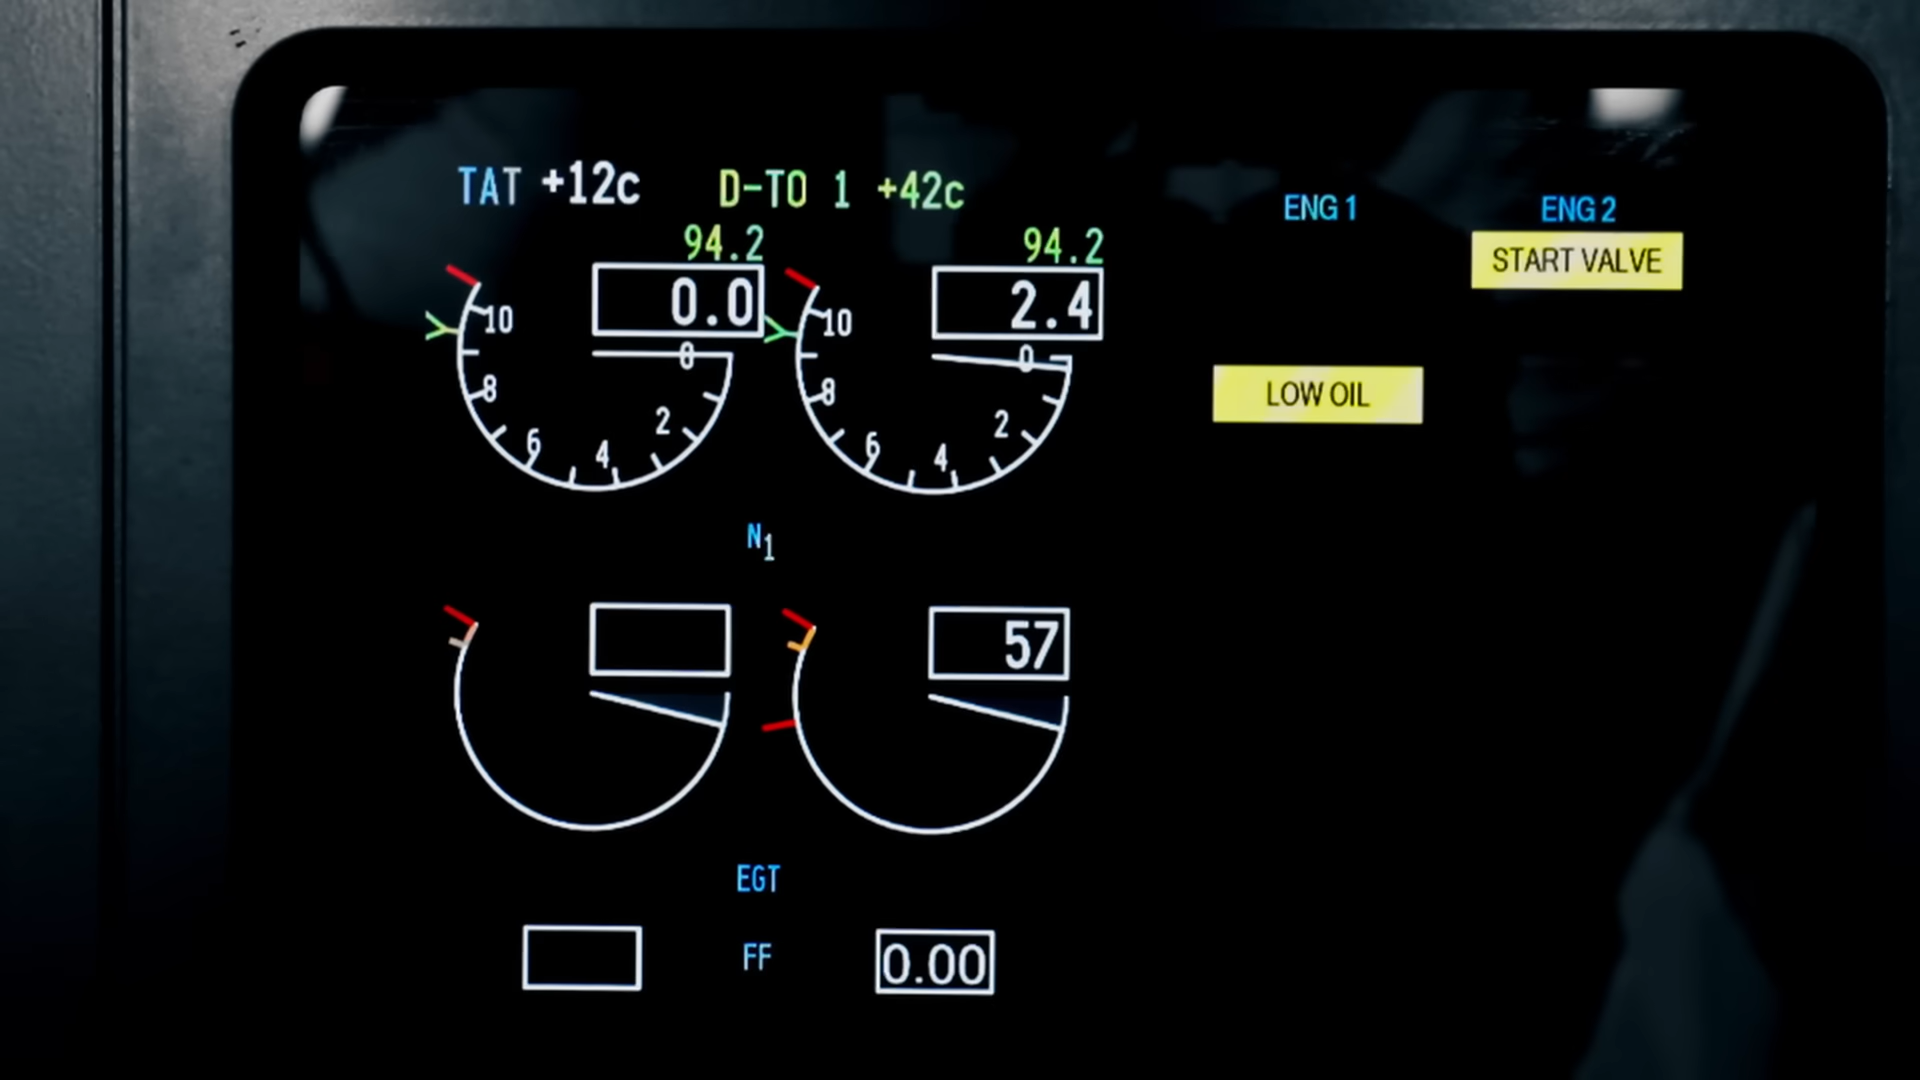 TAT +12c D-TO 1 +42c
94.2 94.2
0.0 2.4
10 8 6 4 2 0
10 8 6 4 2 0
N1
57
EGT
FF 0.00
ENG 1 ENG 2
START VALVE
LOW OIL